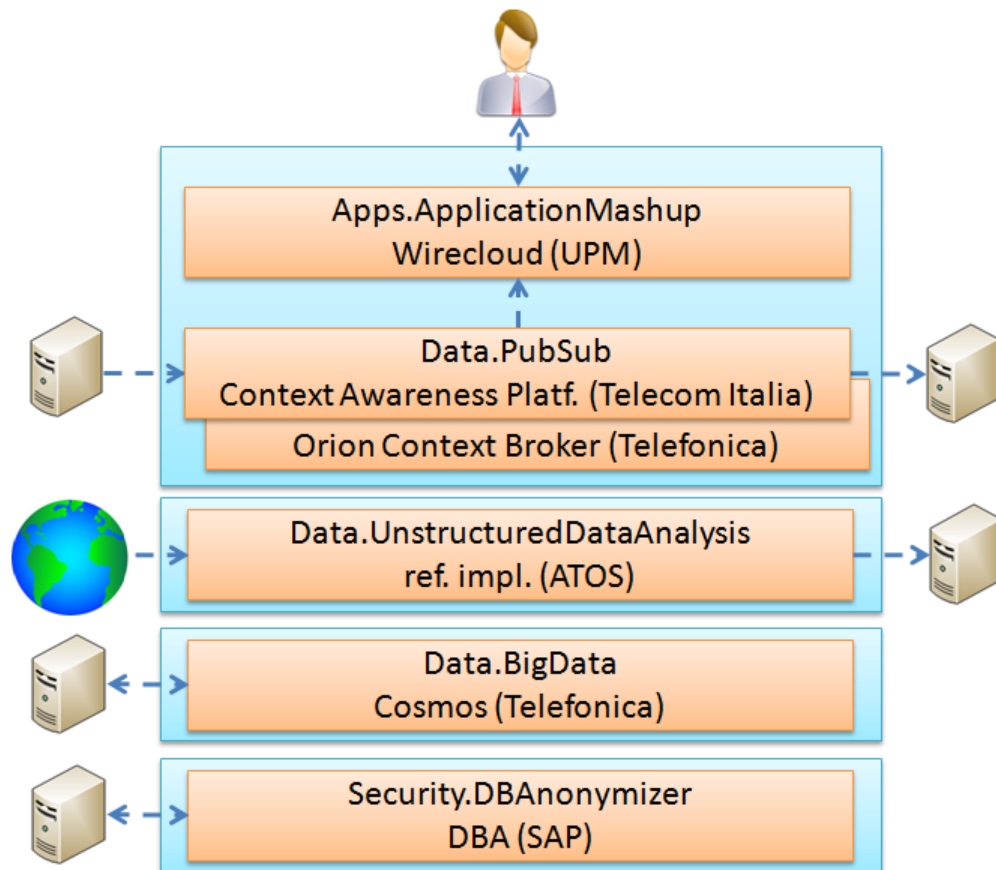 Apps.ApplicationMashup
Wirecloud (UPM)
Data.PubSub
Context Awareness Platf. (Telecom Italia)
Orion Context Broker (Telefonica)
Data.UnstructuredDataAnalysis
ref. impl. (ATOS)
Data.BigData
Cosmos (Telefonica)
Security.DBAnonymizer
DBA (SAP)